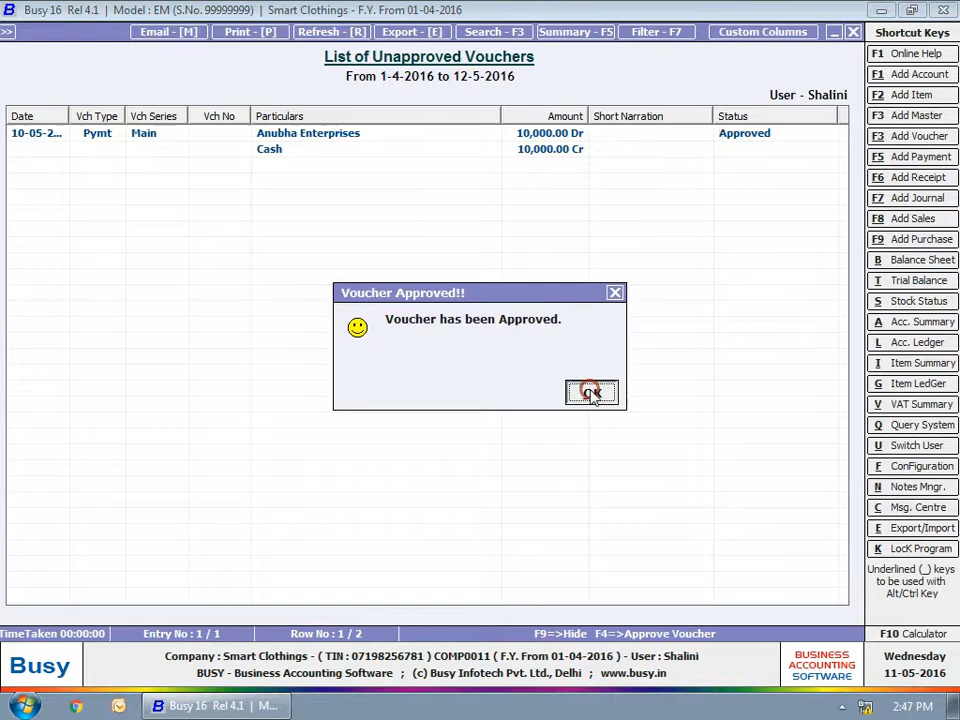 Busy 16 Rel 4.1 | Model : EM (S.No. 99999999) | Smart Clothings - F.Y. From 01-04-2016
>> Email - [M] Print - [P] Refresh - [R] Export - [E] Search - F3 Summary - F5 Filter - F7 Custom Columns
Shortcut Keys
List of Unapproved Vouchers
From 1-4-2016 to 12-5-2016
User - Shalini
Date Vch Type Vch Series Vch No Particulars Amount Short Narration Status
10-05-2... Pymt Main Anubha Enterprises 10,000.00 Dr Approved
Cash 10,000.00 Cr
Voucher Approved!!
Voucher has been Approved.
OK
F1 Online Help
F1 Add Account
F2 Add Item
F3 Add Master
F3 Add Voucher
F5 Add Payment
F6 Add Receipt
F7 Add Journal
F8 Add Sales
F9 Add Purchase
B Balance Sheet
T Trial Balance
S Stock Status
A Acc. Summary
L Acc. Ledger
I Item Summary
G Item LedGer
V VAT Summary
Q Query System
U Switch User
F ConFiguration
N Notes Mngr.
C Msg. Centre
E Export/Import
K LocK Program
Underlined (_) keys
to be used with
Alt/Ctrl Key
TimeTaken 00:00:00 Entry No : 1 / 1 Row No : 1 / 2 F9=>Hide F4=>Approve Voucher
F10 Calculator
Busy
Company : Smart Clothings - ( TIN : 07198256781 ) COMP0011 ( F.Y. From 01-04-2016 ) - User : Shalini
BUSY - Business Accounting Software ; (c) Busy Infotech Pvt. Ltd., Delhi ; www.busy.in
BUSINESS
ACCOUNTING
SOFTWARE
Wednesday
11-05-2016
Busy 16 Rel 4.1 | M...
2:47 PM